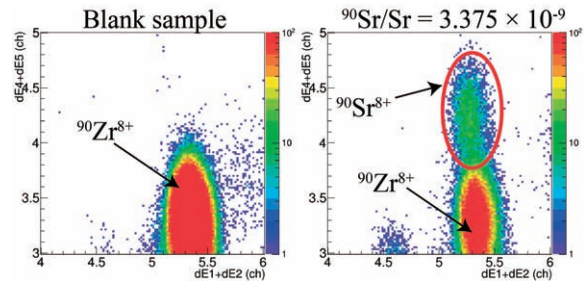 Blank sample
⁹⁰Sr/Sr = 3.375 × 10⁻⁹
dE4+dE5 (ch)
5
4.5
4
3.5
3
4
4.5
5
5.5
6
dE1+dE2 (ch)
10²
10
1
⁹⁰Zr⁸⁺
dE4+dE5 (ch)
5
4.5
4
3.5
3
4
4.5
5
5.5
6
dE1+dE2 (ch)
10²
10
1
⁹⁰Sr⁸⁺
⁹⁰Zr⁸⁺